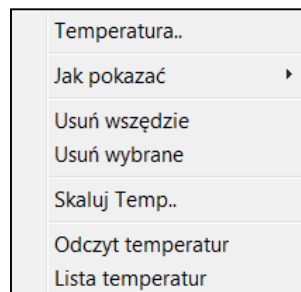 Temperatura..
Jak pokazać
Usuń wszędzie
Usuń wybrane
Skaluj Temp..
Odczyt temperatur
Lista temperatur